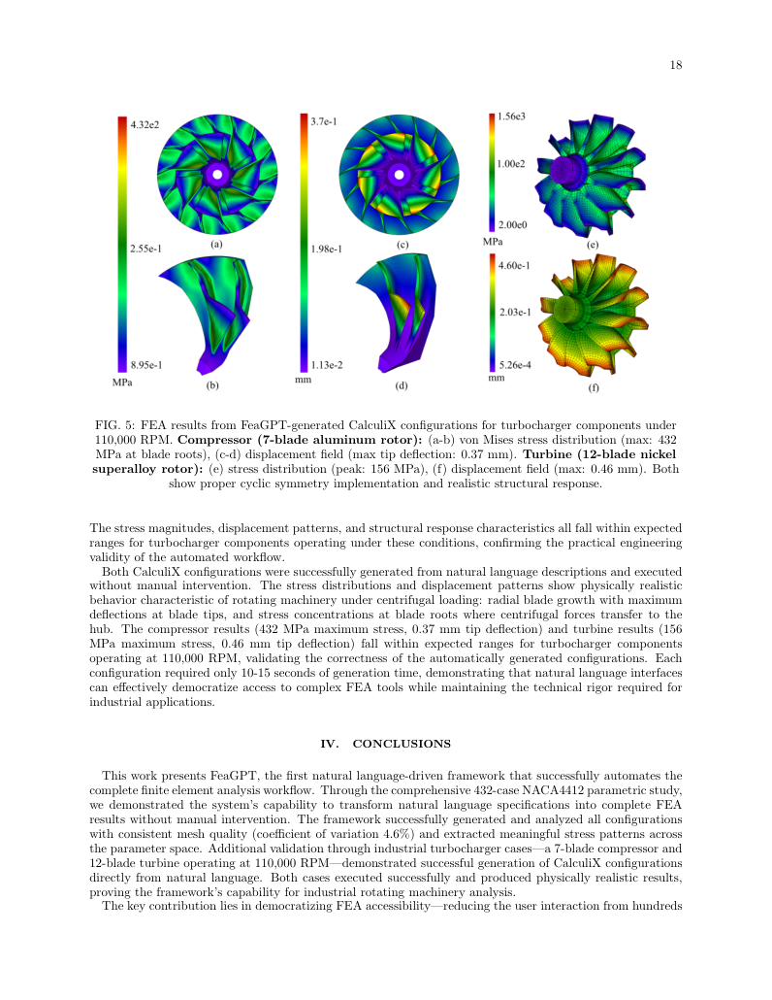 18
4.32e2
2.55e-1
8.95e-1
MPa
(a)
(b)
3.7e-1
1.98e-1
1.13e-2
mm
(c)
(d)
1.56e3
1.00e2
2.00e0
MPa
(e)
4.60e-1
2.03e-1
5.26e-4
mm
(f)
FIG. 5: FEA results from FeaGPT-generated CalculiX configurations for turbocharger components under
110,000 RPM. Compressor (7-blade aluminum rotor): (a-b) von Mises stress distribution (max: 432
MPa at blade roots), (c-d) displacement field (max tip deflection: 0.37 mm). Turbine (12-blade nickel
superalloy rotor): (e) stress distribution (peak: 156 MPa), (f) displacement field (max: 0.46 mm). Both
show proper cyclic symmetry implementation and realistic structural response.
The stress magnitudes, displacement patterns, and structural response characteristics all fall within expected
ranges for turbocharger components operating under these conditions, confirming the practical engineering
validity of the automated workflow.
Both CalculiX configurations were successfully generated from natural language descriptions and executed
without manual intervention. The stress distributions and displacement patterns show physically realistic
behavior characteristic of rotating machinery under centrifugal loading: radial blade growth with maximum
deflections at blade tips, and stress concentrations at blade roots where centrifugal forces transfer to the
hub. The compressor results (432 MPa maximum stress, 0.37 mm tip deflection) and turbine results (156
MPa maximum stress, 0.46 mm tip deflection) fall within expected ranges for turbocharger components
operating at 110,000 RPM, validating the correctness of the automatically generated configurations. Each
configuration required only 10-15 seconds of generation time, demonstrating that natural language interfaces
can effectively democratize access to complex FEA tools while maintaining the technical rigor required for
industrial applications.
IV. CONCLUSIONS
This work presents FeaGPT, the first natural language-driven framework that successfully automates the
complete finite element analysis workflow. Through the comprehensive 432-case NACA4412 parametric study,
we demonstrated the system's capability to transform natural language specifications into complete FEA
results without manual intervention. The framework successfully generated and analyzed all configurations
with consistent mesh quality (coefficient of variation 4.6%) and extracted meaningful stress patterns across
the parameter space. Additional validation through industrial turbocharger cases—a 7-blade compressor and
12-blade turbine operating at 110,000 RPM—demonstrated successful generation of CalculiX configurations
directly from natural language. Both cases executed successfully and produced physically realistic results,
proving the framework's capability for industrial rotating machinery analysis.
The key contribution lies in democratizing FEA accessibility—reducing the user interaction from hundreds